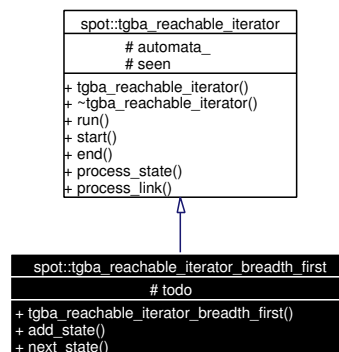 spot::tgba_reachable_iterator
# automata_
# seen
+ tgba_reachable_iterator()
+ ~tgba_reachable_iterator()
+ run()
+ start()
+ end()
+ process_state()
+ process_link()
spot::tgba_reachable_iterator_breadth_first
# todo
+ tgba_reachable_iterator_breadth_first()
+ add_state()
+ next_state()